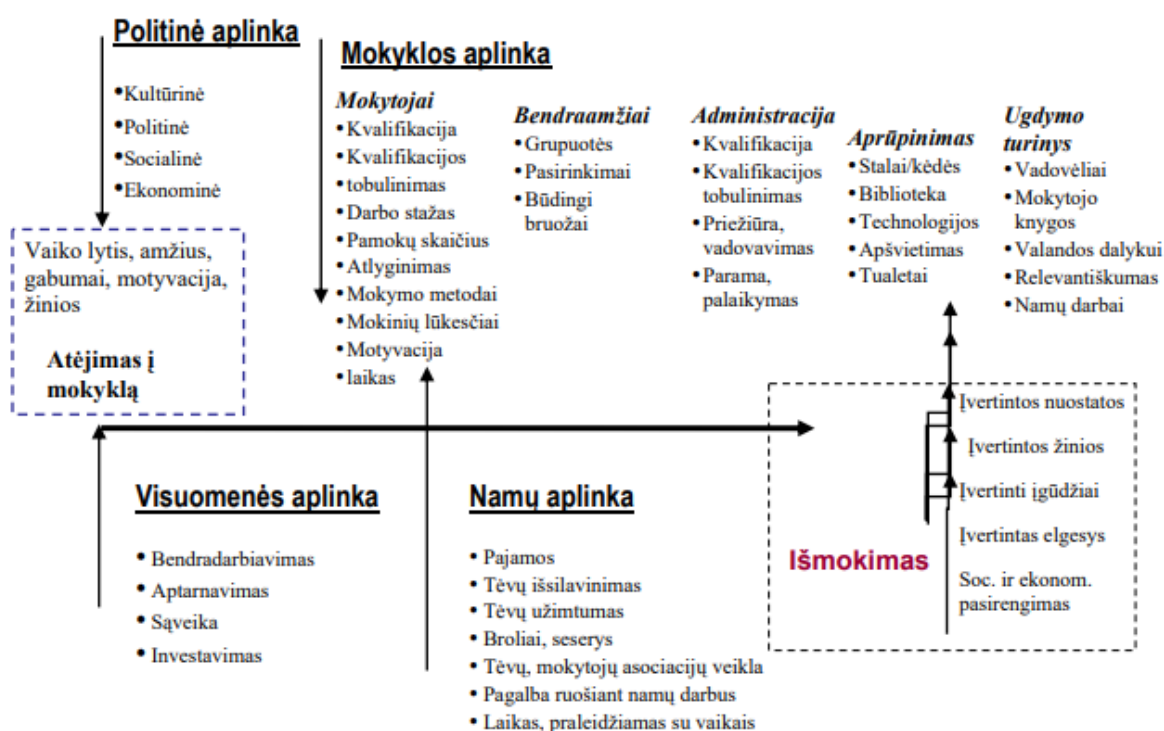 Politinė aplinka
•Kultūrinė
•Politinė
•Socialinė
•Ekonominė
Vaiko lytis, amžius,
gabumai, motyvacija,
žinios
Atėjimas į
mokyklą
Mokyklos aplinka
Mokytojai
• Kvalifikacija
• Kvalifikacijos
• tobulinimas
• Darbo stažas
• Pamokų skaičius
• Atlyginimas
• Mokymo metodai
• Mokinių lūkesčiai
• Motyvacija
• laikas
Bendraamžiai
• Grupuotės
• Pasirinkimai
• Būdingi
bruožai
Administracija
• Kvalifikacija
• Kvalifikacijos
tobulinimas
• Priežiūra,
vadovavimas
• Parama,
palaikymas
Aprūpinimas
• Stalai/kėdės
• Biblioteka
• Technologijos
• Apšvietimas
• Tualetai
Ugdymo
turinys
• Vadovėliai
• Mokytojo
knygos
• Valandos dalykui
• Relevantiškumas
• Namų darbai
Visuomenės aplinka
• Bendradarbiavimas
• Aptarnavimas
• Sąveika
• Investavimas
Namų aplinka
• Pajamos
• Tėvų išsilavinimas
• Tėvų užimtumas
• Broliai, seserys
• Tėvų, mokytojų asociacijų veikla
• Pagalba ruošiant namų darbus
• Laikas, praleidžiamas su vaikais
Išmokimas
Įvertintos nuostatos
Įvertintos žinios
Įvertinti įgūdžiai
Įvertintas elgesys
Soc. ir ekonom.
pasirengimas